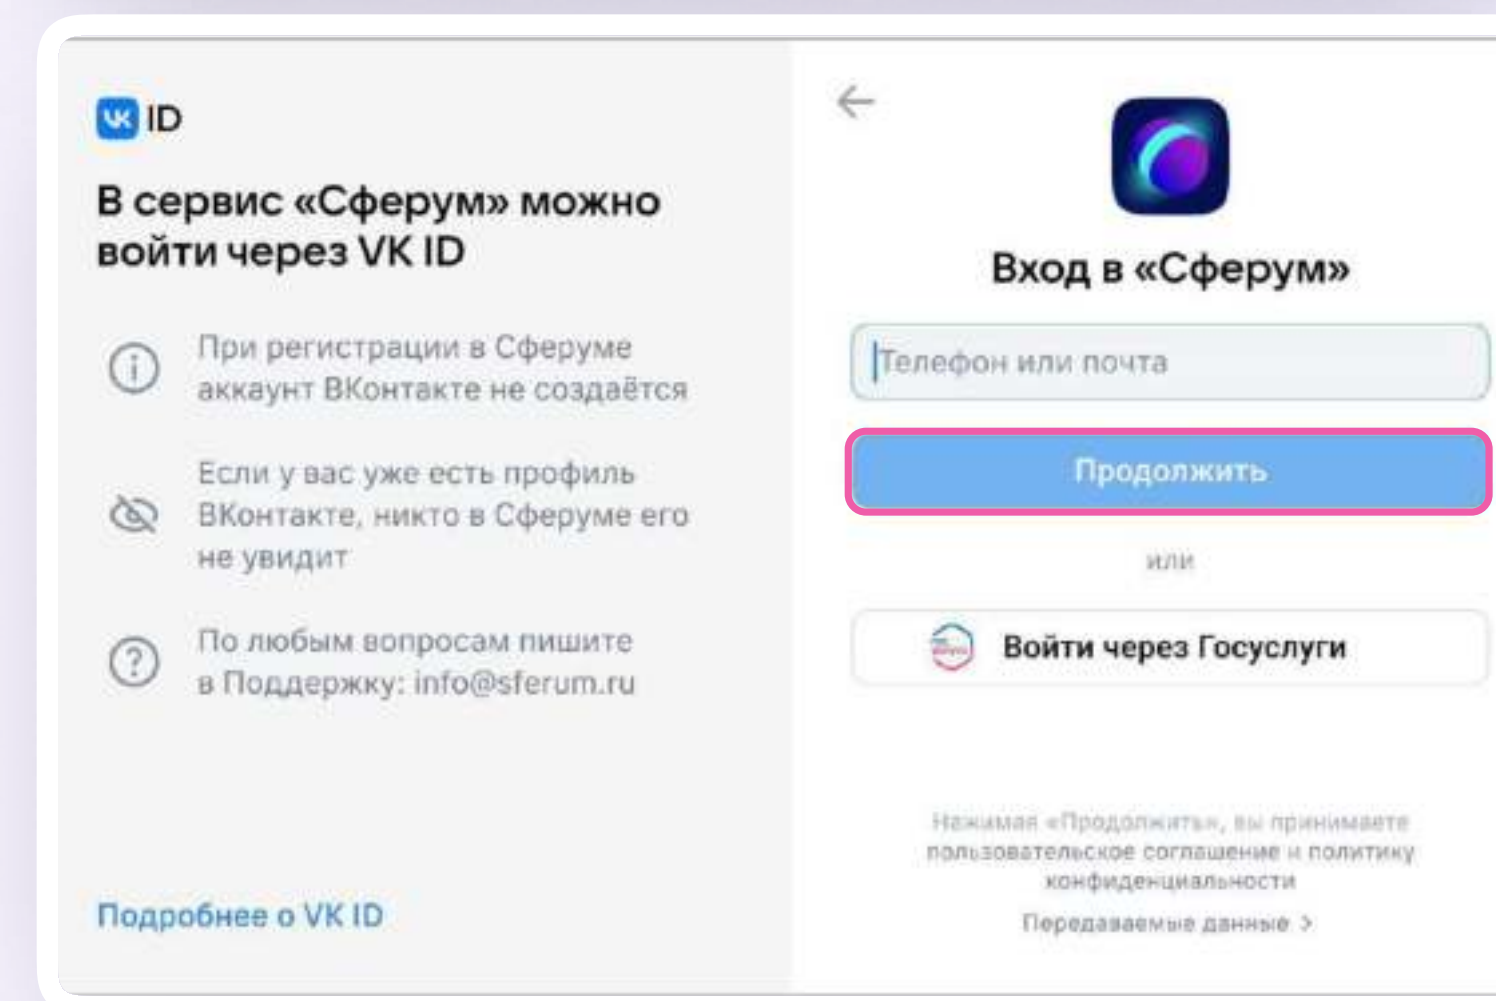 VK ID
В сервис «Сферум» можно
войти через VK ID
При регистрации в Сферуме
аккаунт ВКонтакте не создаётся
Если у вас уже есть профиль
ВКонтакте, никто в Сферуме его
не увидит
По любым вопросам пишите
в Поддержку: info@sferum.ru
Подробнее о VK ID
Вход в «Сферум»
Телефон или почта
Продолжить
или
Войти через Госуслуги
Нажимая «Продолжить», вы принимаете
пользовательское соглашение и политику
конфиденциальности
Передаваемые данные >